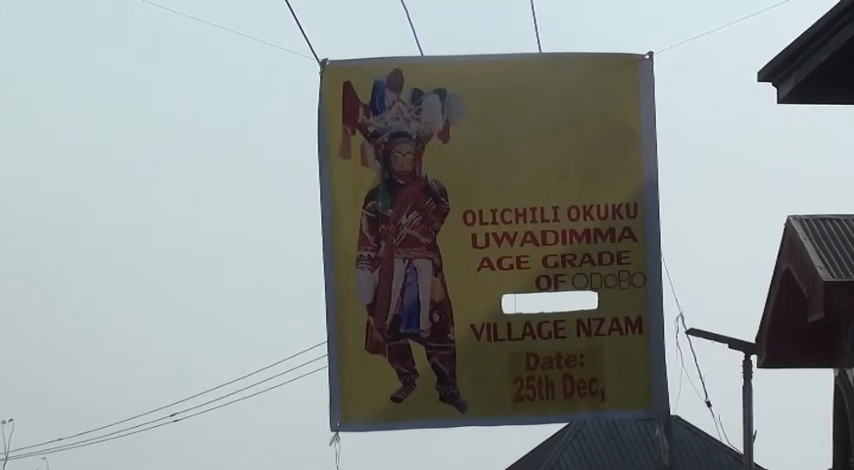 OLICHILI OKUKU
UWADIMMA
AGE GRADE
OF ODOBO
VILLAGE NZAM
Date:
25th Dec,